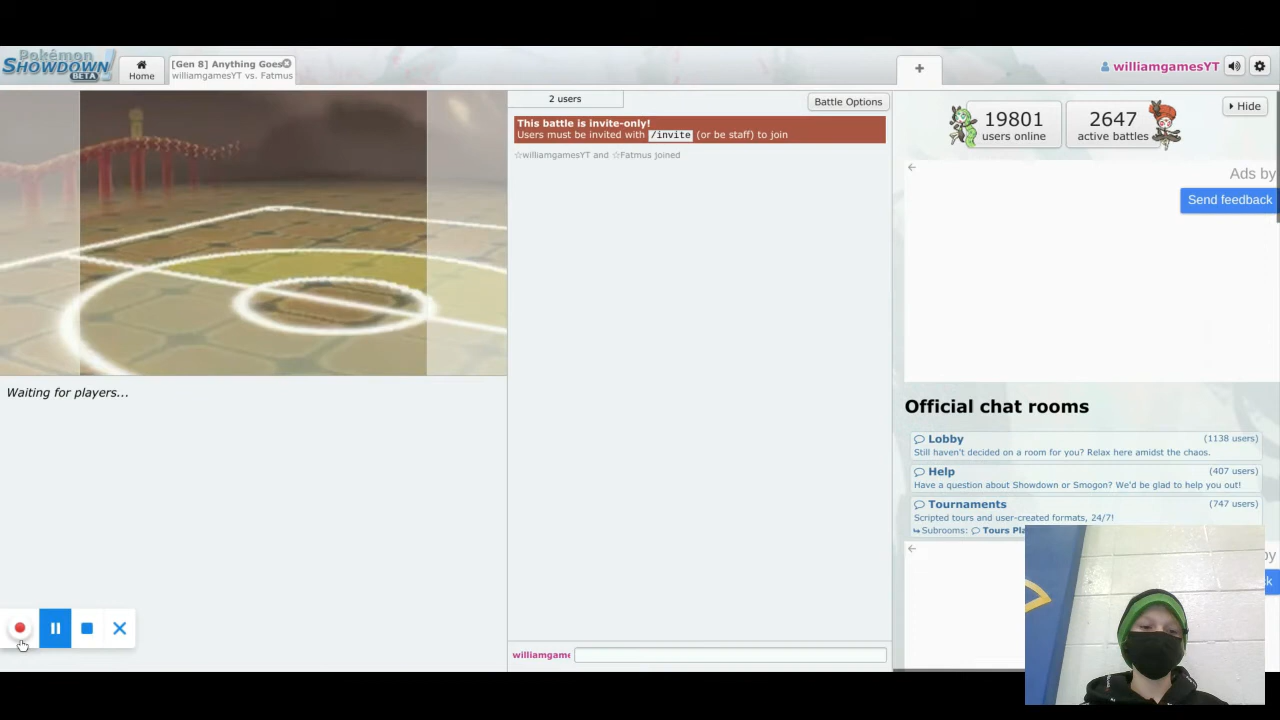 Pokémon
SHOWDOWN!
BETA
Home
[Gen 8] Anything Goes
williamgamesYT vs. Fatmus
+
williamgamesYT
2 users
Battle Options
This battle is invite-only!
Users must be invited with /invite (or be staff) to join
☆williamgamesYT and ☆Fatmus joined
19801
users online
2647
active battles
Hide
Ads by
Send feedback
Waiting for players...
Official chat rooms
Lobby (1138 users)
Still haven't decided on a room for you? Relax here amidst the chaos.
Help (407 users)
Have a question about Showdown or Smogon? We'd be glad to help you out!
Tournaments (747 users)
Scripted tours and user-created formats, 24/7!
↳Subrooms: Tours Pla
by
k
williamgame